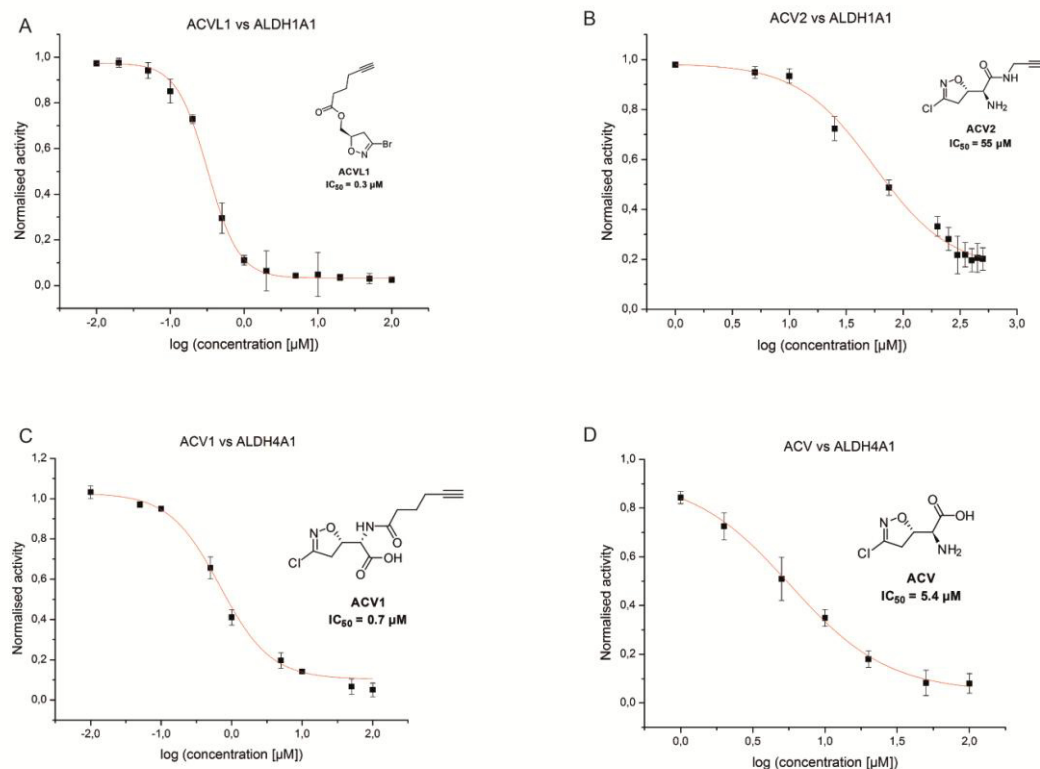 A
ACVL1 vs ALDH1A1
1,0
0,8
0,6
0,4
0,2
0,0
Normalised activity
-2,0
-1,0
0,0
1,0
2,0
log (concentration [µM])
O
O
O
N
Br
ACVL1
IC50 = 0.3 µM
B
ACV2 vs ALDH1A1
1,0
0,8
0,6
0,4
0,2
0,0
Normalised activity
0,0
0,5
1,0
1,5
2,0
2,5
3,0
log (concentration [µM])
O
N
O
N
H
Cl
NH2
ACV2
IC50 = 55 µM
C
ACV1 vs ALDH4A1
1,2
1,0
0,8
0,6
0,4
0,2
0,0
Normalised activity
-2,0
-1,0
0,0
1,0
2,0
log (concentration [µM])
N
O
HN
O
Cl
O
OH
ACV1
IC50 = 0.7 µM
D
ACV vs ALDH4A1
1,0
0,8
0,6
0,4
0,2
0,0
Normalised activity
0,0
0,5
1,0
1,5
2,0
log (concentration [µM])
O
OH
N
O
Cl
NH2
ACV
IC50 = 5.4 µM